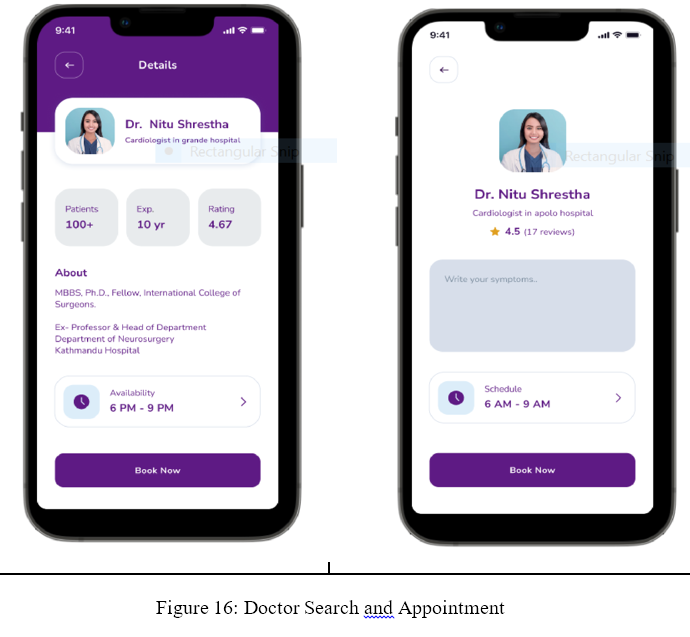 9:41
Details
Dr. Nitu Shrestha
Cardiologist in grande hospital
Rectangular Snip
Patients
100+
Exp.
10 yr
Rating
4.67
About
MBBS, Ph.D., Fellow, International College of
Surgeons.
Ex- Professor & Head of Department
Department of Neurosurgery
Kathmandu Hospital
Availability
6 PM - 9 PM
Book Now
9:41
Rectangular Snip
Dr. Nitu Shrestha
Cardiologist in apolo hospital
4.5 (17 reviews)
Write your symptoms..
Schedule
6 AM - 9 AM
Book Now
Figure 16: Doctor Search and Appointment